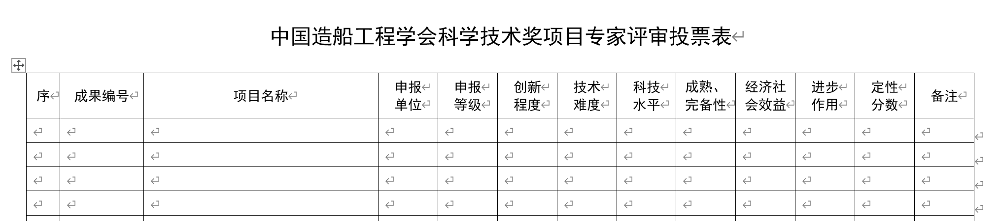 中国造船工程学会科学技术奖项目专家评审投票表
序
成果编号
项目名称
申报
单位
申报
等级
创新
程度
技术
难度
科技
水平
成熟、
完备性
经济社
会效益
进步
作用
定性
分数
备注